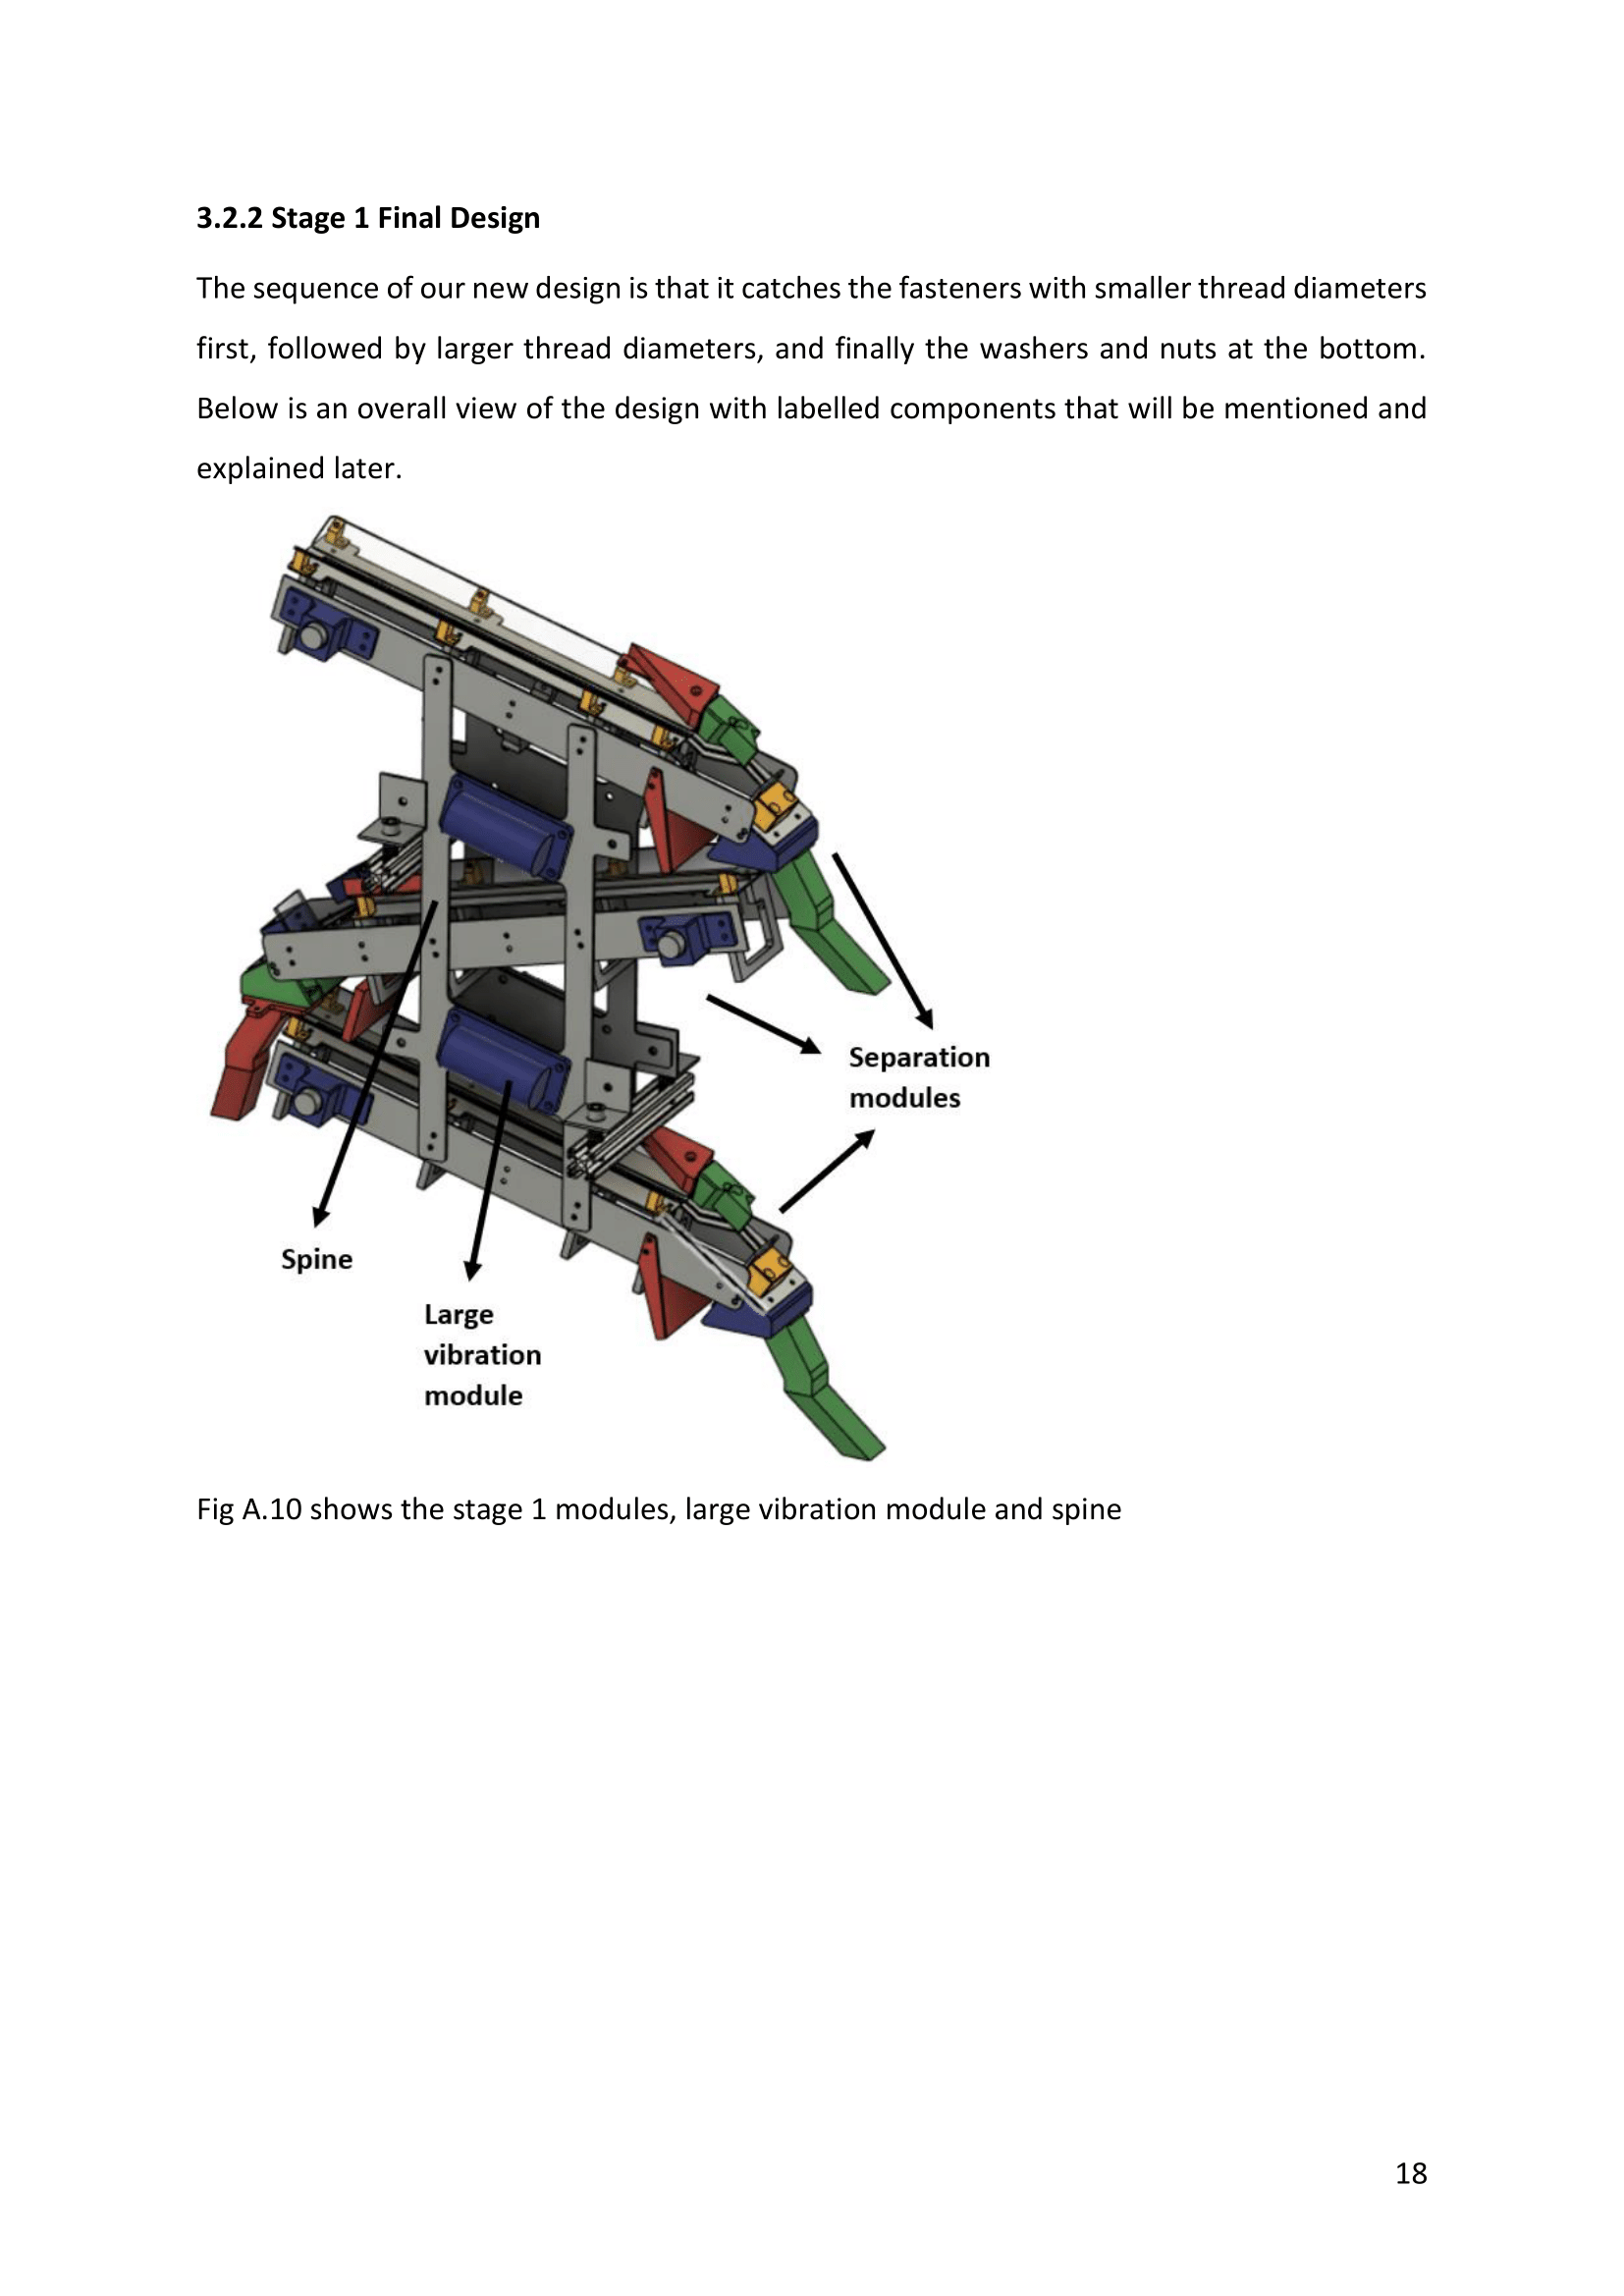 3.2.2 Stage 1 Final Design
The sequence of our new design is that it catches the fasteners with smaller thread diameters
first, followed by larger thread diameters, and finally the washers and nuts at the bottom.
Below is an overall view of the design with labelled components that will be mentioned and
explained later.
Separation
modules
Spine
Large
vibration
module
Fig A.10 shows the stage 1 modules, large vibration module and spine
18